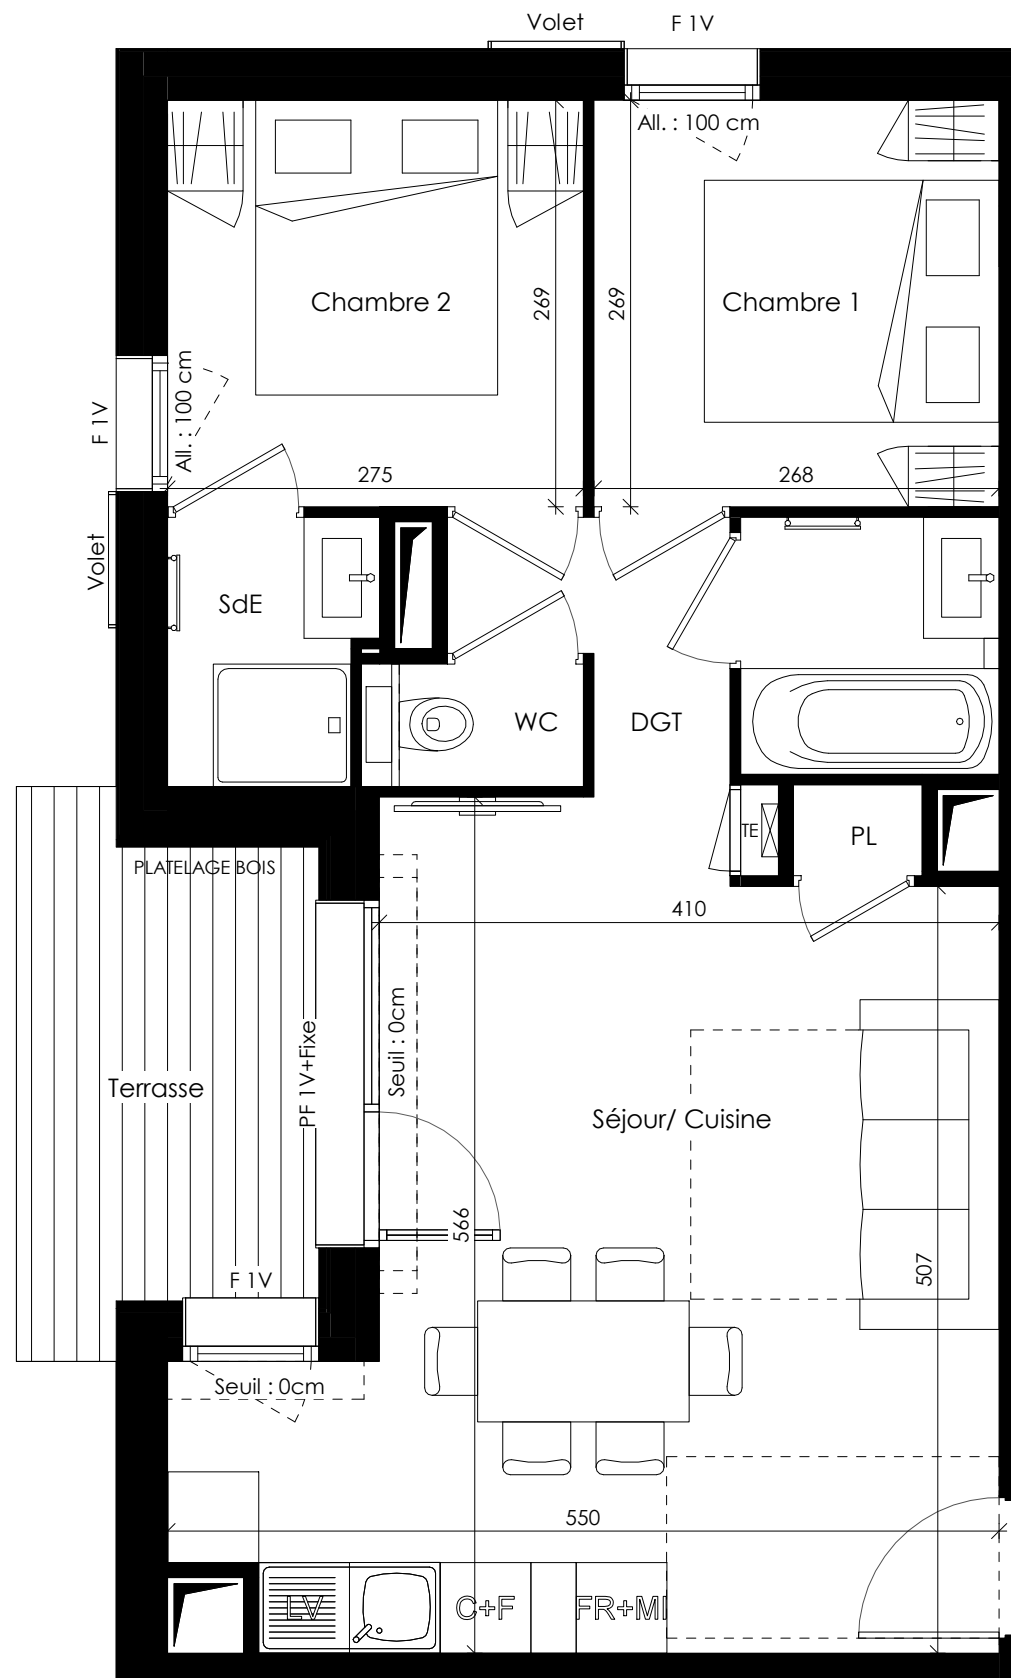 Volet
F 1V
All. : 100 cm
Chambre 2
Chambre 1
269
269
F 1V
All. : 100 cm
275
268
Volet
SdE
WC
DGT
TE
PL
PLATELAGE BOIS
410
Terrasse
PF 1V+Fixe
Seuil : 0cm
Séjour/ Cuisine
566
507
F 1V
Seuil : 0cm
550
LV
C+F
FR+MI